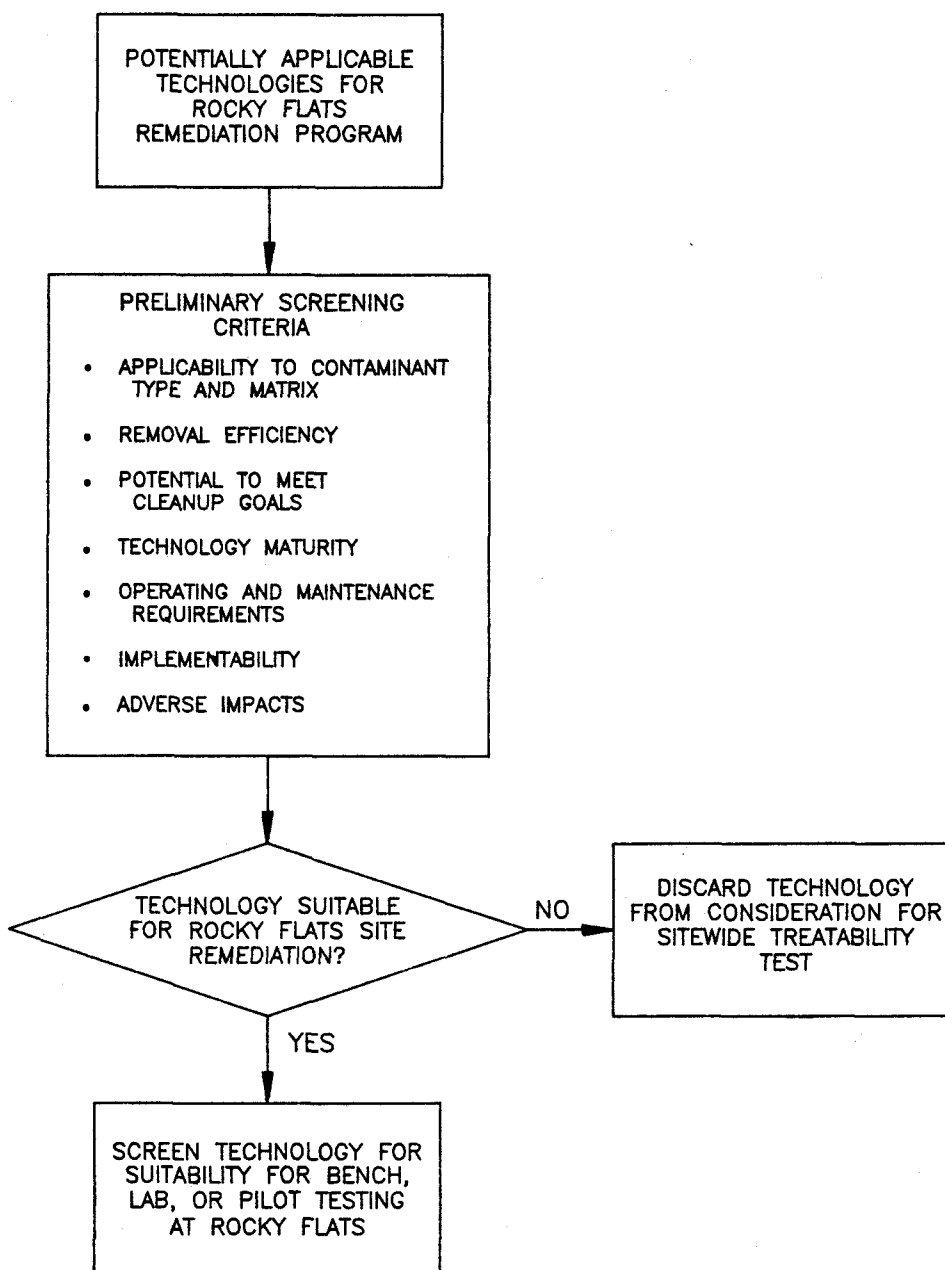 POTENTIALLY APPLICABLE
TECHNOLOGIES FOR
ROCKY FLATS
REMEDIATION PROGRAM
PRELIMINARY SCREENING
CRITERIA
• APPLICABILITY TO CONTAMINANT
TYPE AND MATRIX
• REMOVAL EFFICIENCY
• POTENTIAL TO MEET
CLEANUP GOALS
• TECHNOLOGY MATURITY
• OPERATING AND MAINTENANCE
REQUIREMENTS
• IMPLEMENTABILITY
• ADVERSE IMPACTS
TECHNOLOGY SUITABLE
FOR ROCKY FLATS SITE
REMEDIATION?
NO
DISCARD TECHNOLOGY
FROM CONSIDERATION FOR
SITEWIDE TREATABILITY
TEST
YES
SCREEN TECHNOLOGY FOR
SUITABILITY FOR BENCH,
LAB, OR PILOT TESTING
AT ROCKY FLATS